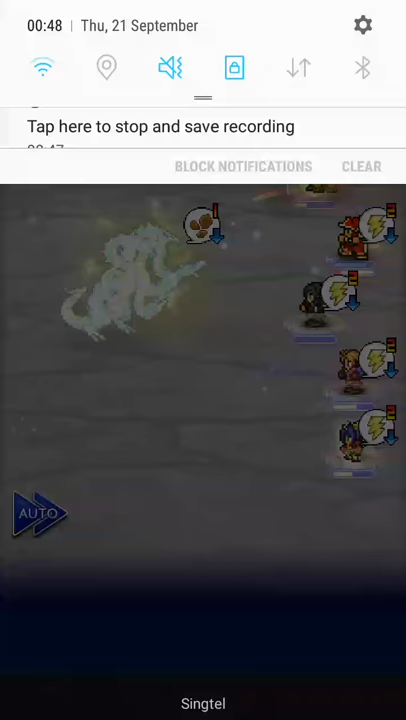 00:48 | Thu, 21 September
Tap here to stop and save recording
BLOCK NOTIFICATIONS CLEAR
AUTO
Singtel